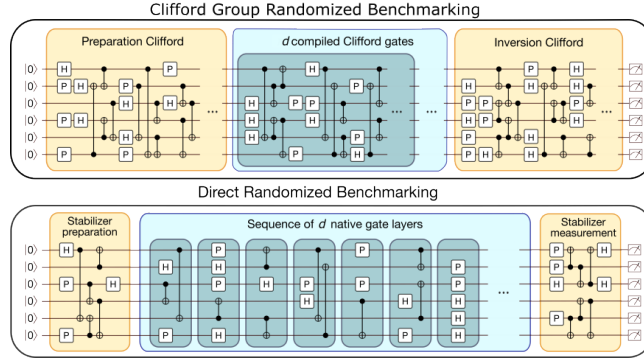 Clifford Group Randomized Benchmarking
Preparation Clifford
d compiled Clifford gates
Inversion Clifford
|0⟩ H P H P H
|0⟩ P H P P H H P
|0⟩ H H H P P P P
... ... ... ...
|0⟩ P H H H H P
|0⟩ H H P H
|0⟩ P P P H P H
Direct Randomized Benchmarking
Stabilizer preparation
Sequence of d native gate layers
Stabilizer measurement
|0⟩ H P P P H
|0⟩ H H P
|0⟩ P H P H P H P H
...
|0⟩ H H H
|0⟩ P P
|0⟩ P P P H